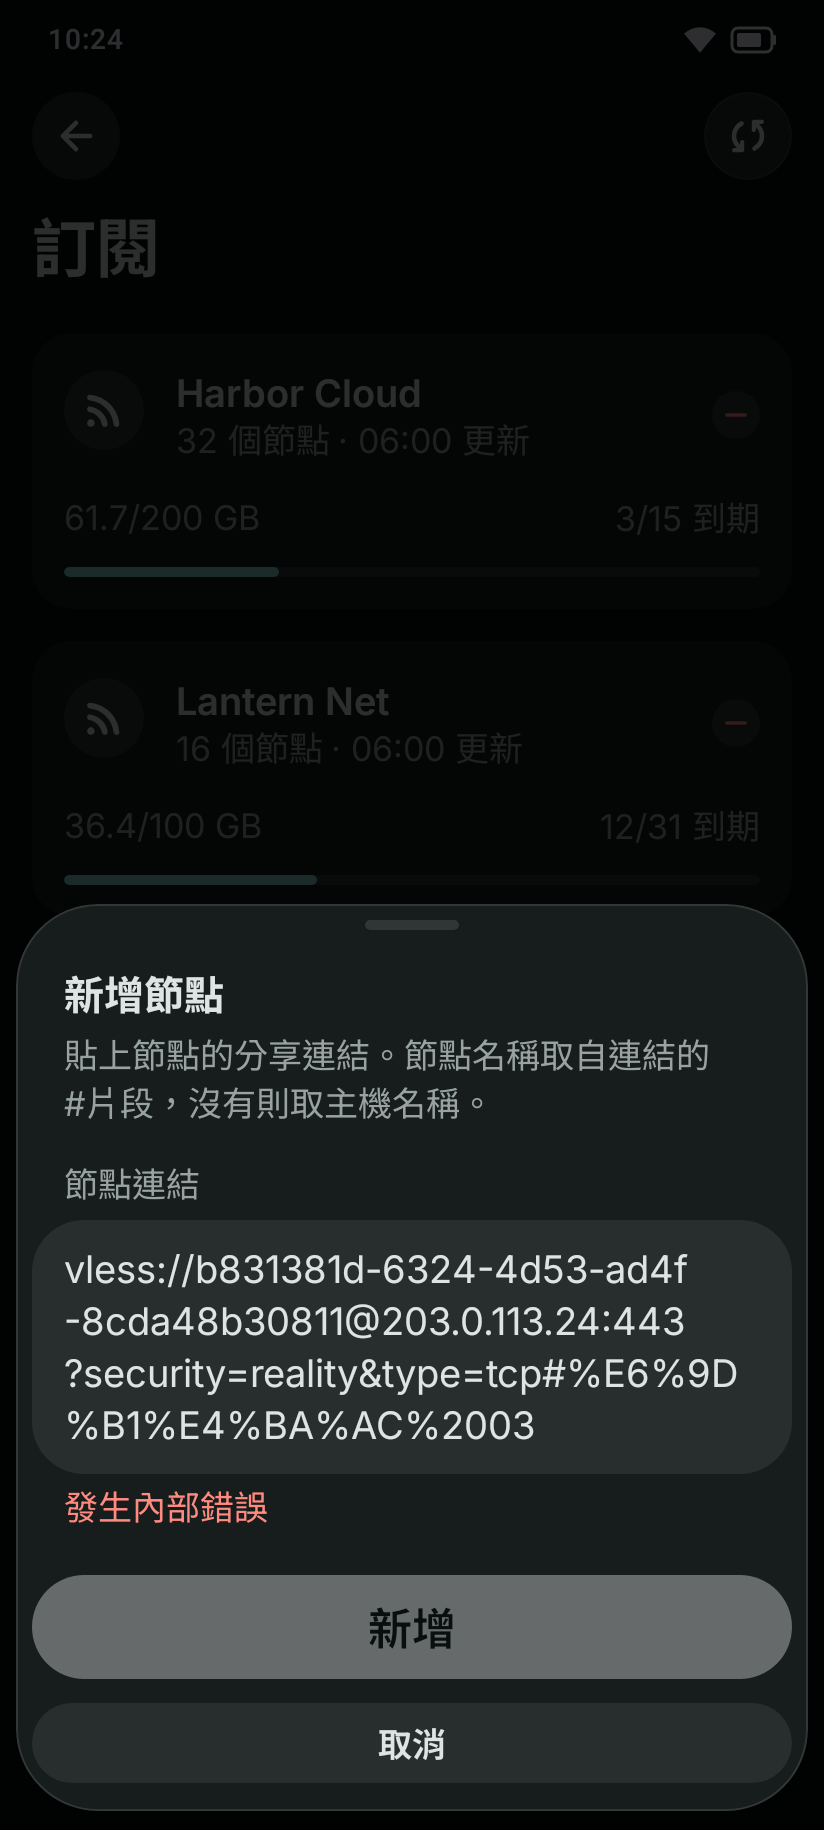 10:24
訂閱
Harbor Cloud
32 個節點 · 06:00 更新
61.7/200 GB
3/15 到期
Lantern Net
16 個節點 · 06:00 更新
36.4/100 GB
12/31 到期
新增節點
貼上節點的分享連結。節點名稱取自連結的
#片段，沒有則取主機名稱。
節點連結
vless://b831381d-6324-4d53-ad4f
-8cda48b30811@203.0.113.24:443
?security=reality&type=tcp#%E6%9D
%B1%E4%BA%AC%2003
發生內部錯誤
新增
取消